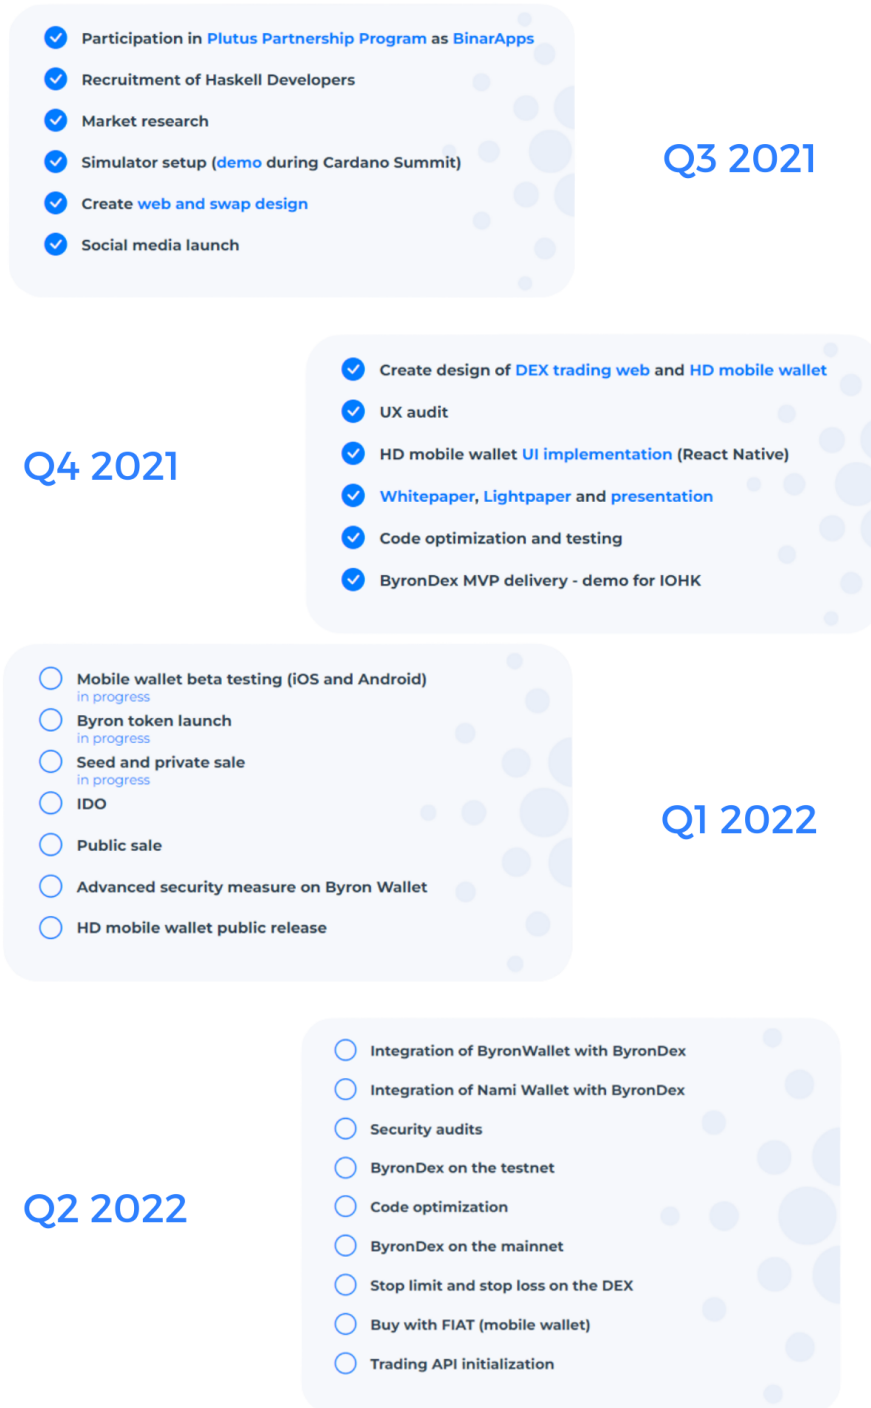 Participation in Plutus Partnership Program as BinarApps
Recruitment of Haskell Developers
Market research
Simulator setup (demo during Cardano Summit)
Create web and swap design
Social media launch
Q3 2021
Q4 2021
Create design of DEX trading web and HD mobile wallet
UX audit
HD mobile wallet UI implementation (React Native)
Whitepaper, Lightpaper and presentation
Code optimization and testing
ByronDex MVP delivery - demo for IOHK
Mobile wallet beta testing (iOS and Android)
in progress
Byron token launch
in progress
Seed and private sale
in progress
IDO
Public sale
Advanced security measure on Byron Wallet
HD mobile wallet public release
Q1 2022
Q2 2022
Integration of ByronWallet with ByronDex
Integration of Nami Wallet with ByronDex
Security audits
ByronDex on the testnet
Code optimization
ByronDex on the mainnet
Stop limit and stop loss on the DEX
Buy with FIAT (mobile wallet)
Trading API initialization